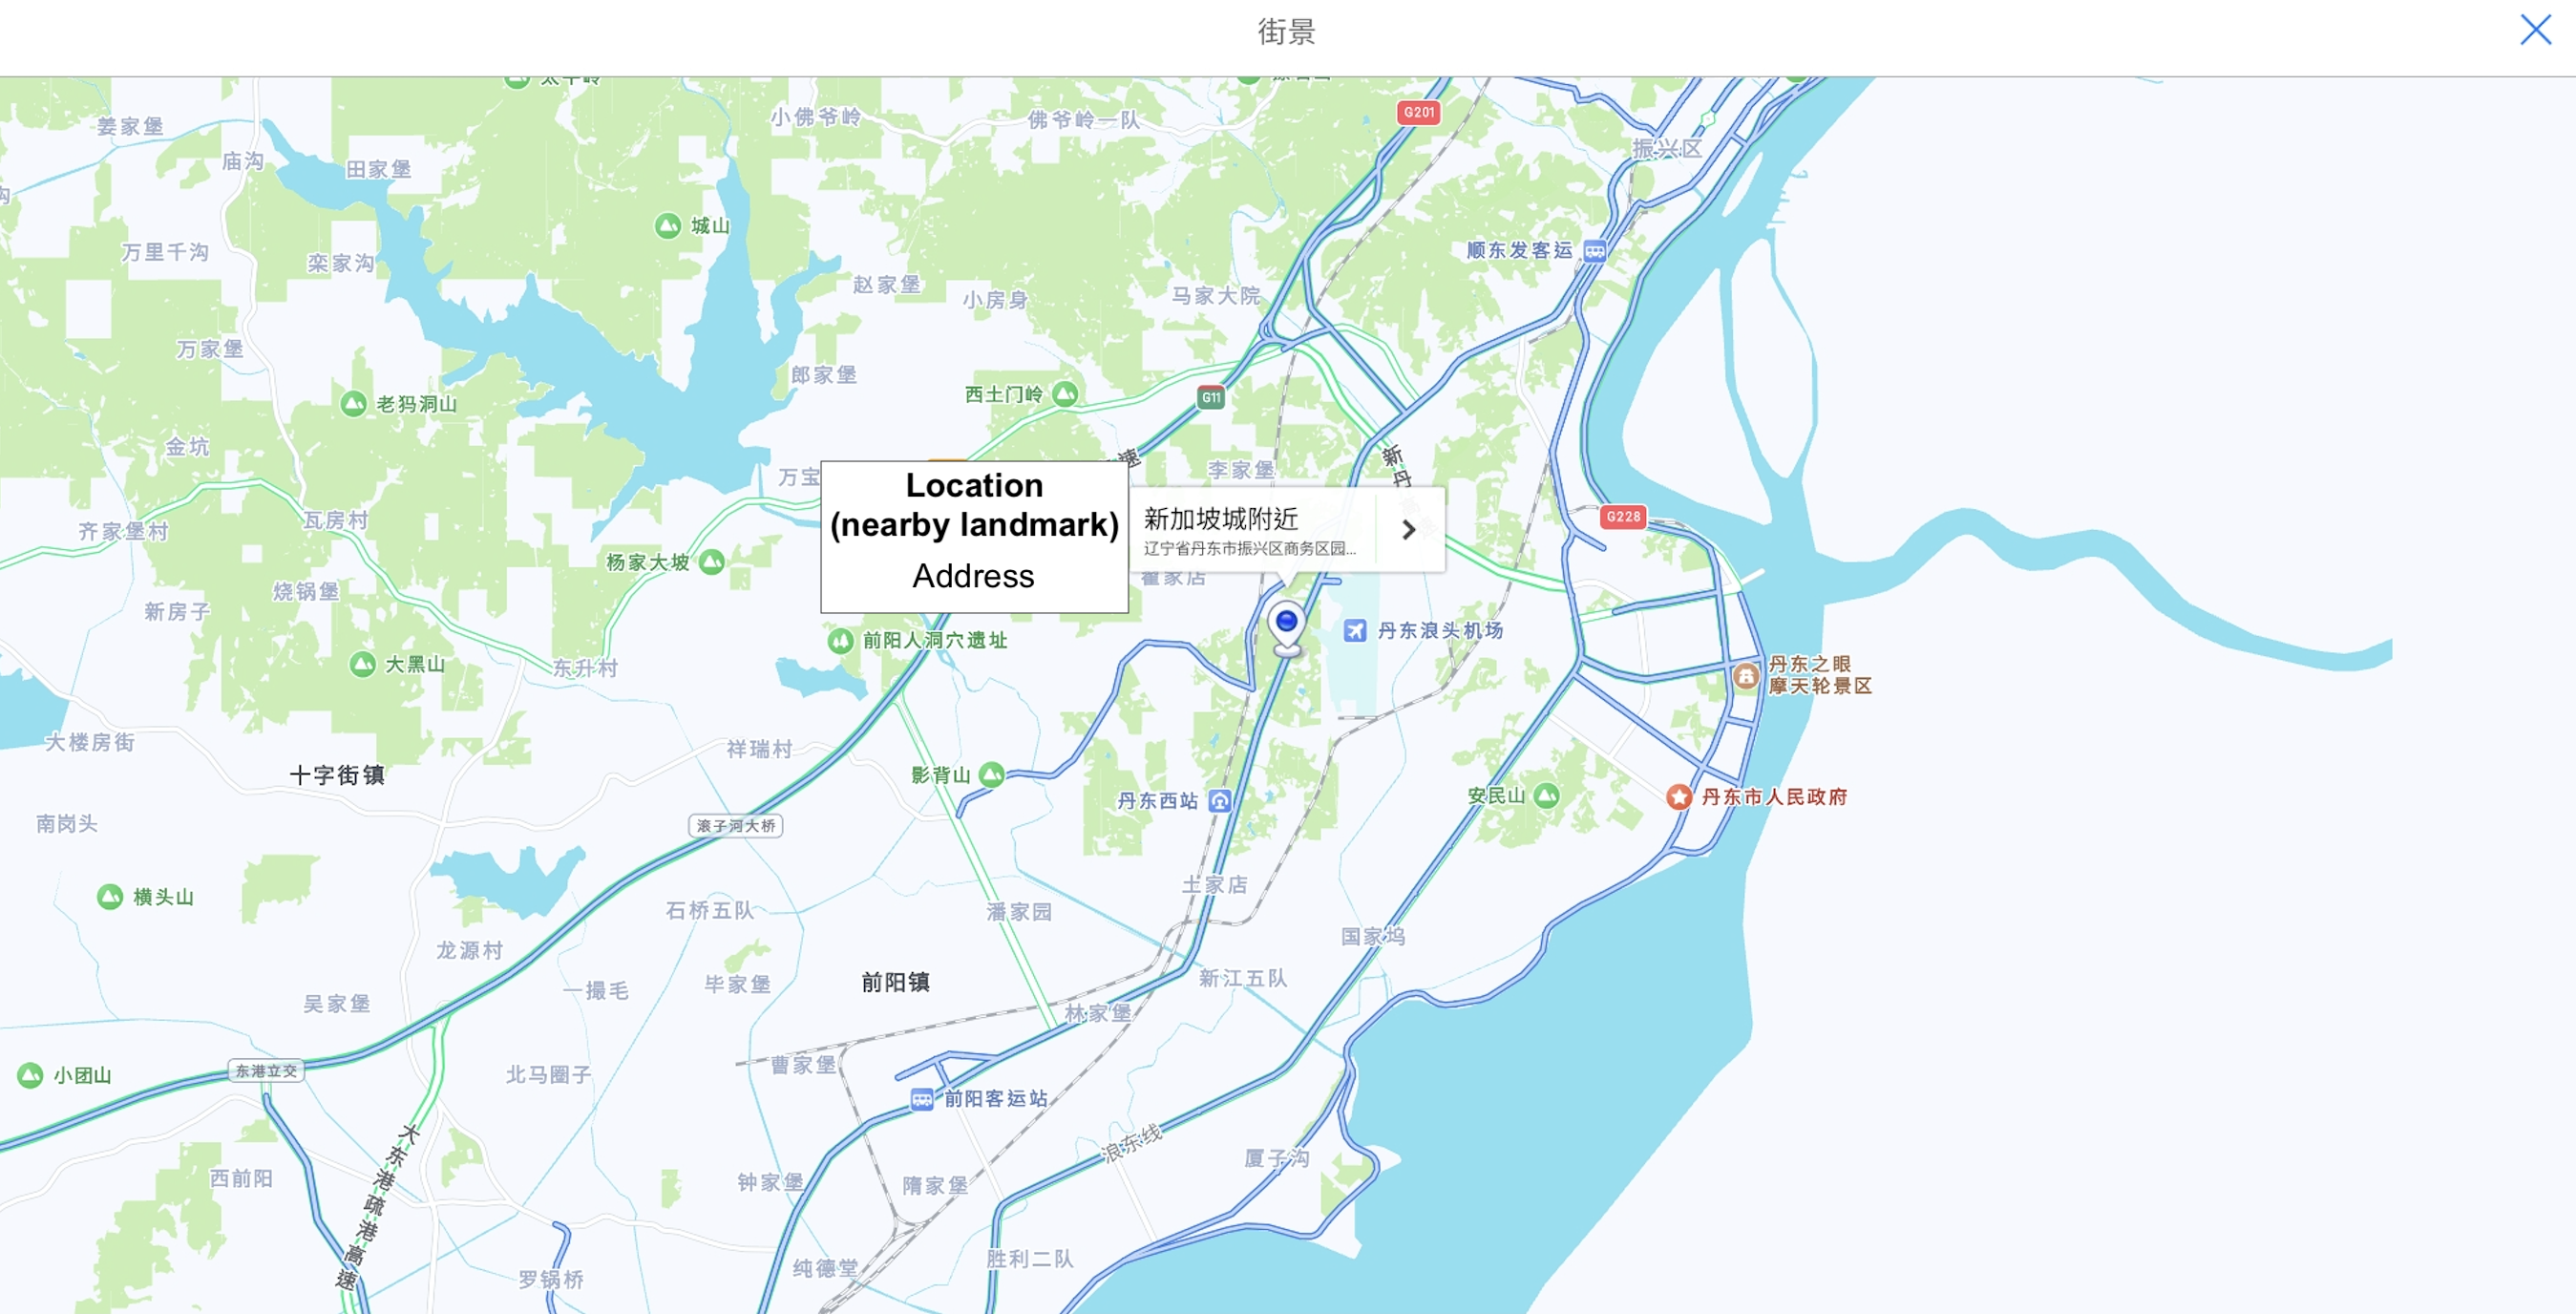 街景
太平岭
G201
姜家堡
小佛爷岭
佛爷岭一队
振兴区
庙沟
田家堡
沟
城山
万里千沟
栾家沟
顺东发客运
赵家堡
小房身
马家大院
万家堡
郎家堡
西土门岭
G11
老犸洞山
金坑
速
新丹
李家堡
万宝
Location
(nearby landmark)
Address
新加坡城附近
辽宁省丹东市振兴区商务区园...
G228
瓦房村
齐家堡村
杨家大坡
翟家店
烧锅堡
新房子
前阳人洞穴遗址
丹东浪头机场
大黑山
东升村
丹东之眼
摩天轮景区
大楼房街
祥瑞村
十字街镇
影背山
丹东西站
安民山
丹东市人民政府
南岗头
滚子河大桥
横头山
土家店
石桥五队
潘家园
国家坞
龙源村
一撮毛
毕家堡
前阳镇
新江五队
吴家堡
林家堡
东港立交
小团山
北马圈子
曹家堡
前阳客运站
大东港疏港高速
浪东线
厦子沟
西前阳
钟家堡
隋家堡
罗锅桥
纯德堂
胜利二队